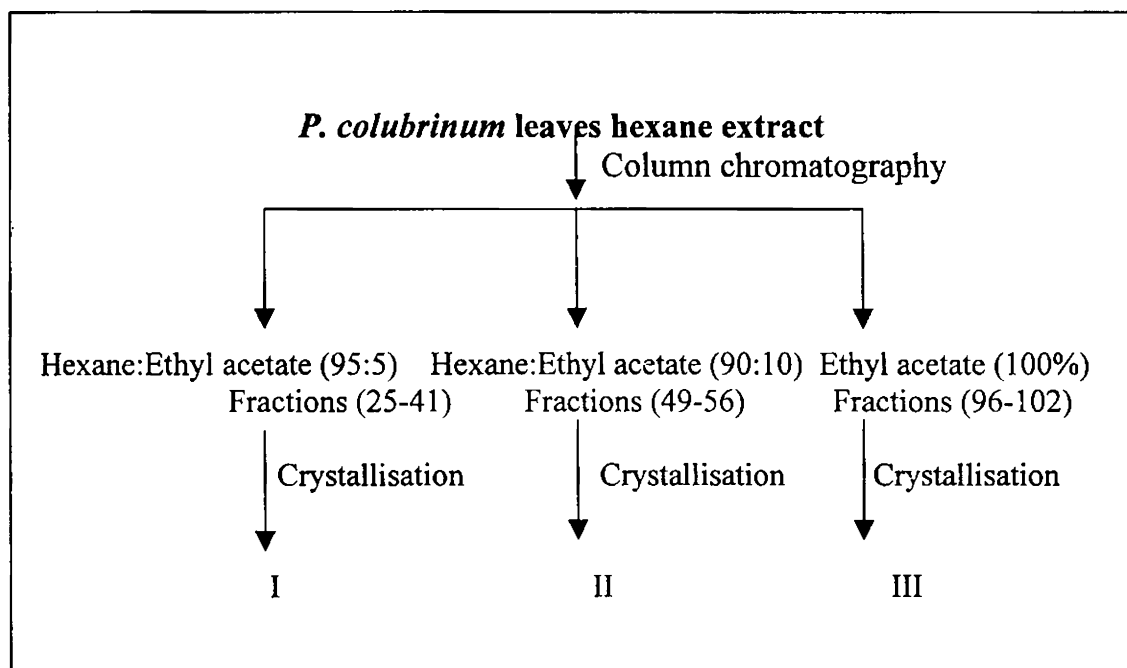 P. colubrinum leaves hexane extract
Column chromatography
Hexane:Ethyl acetate (95:5) Hexane:Ethyl acetate (90:10) Ethyl acetate (100%)
Fractions (25-41) Fractions (49-56) Fractions (96-102)
Crystallisation Crystallisation Crystallisation
I II III